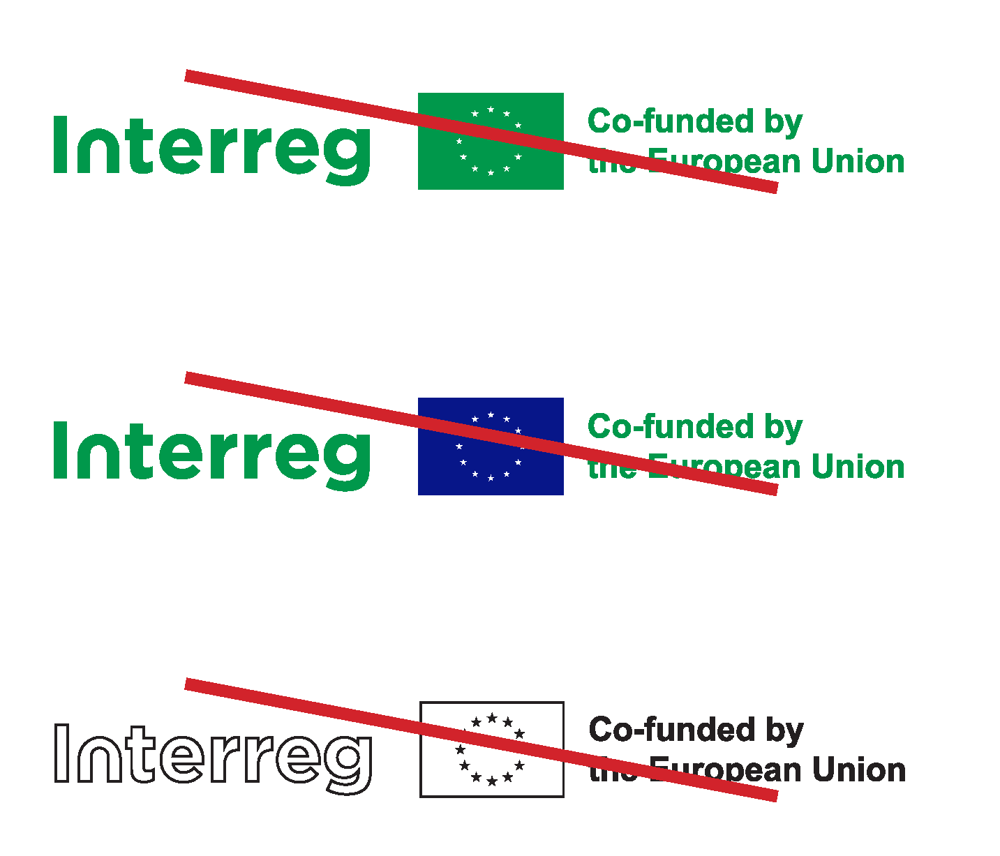 Interreg
Co-funded by
the European Union
Interreg
Co-funded by
the European Union
Interreg
Co-funded by
the European Union